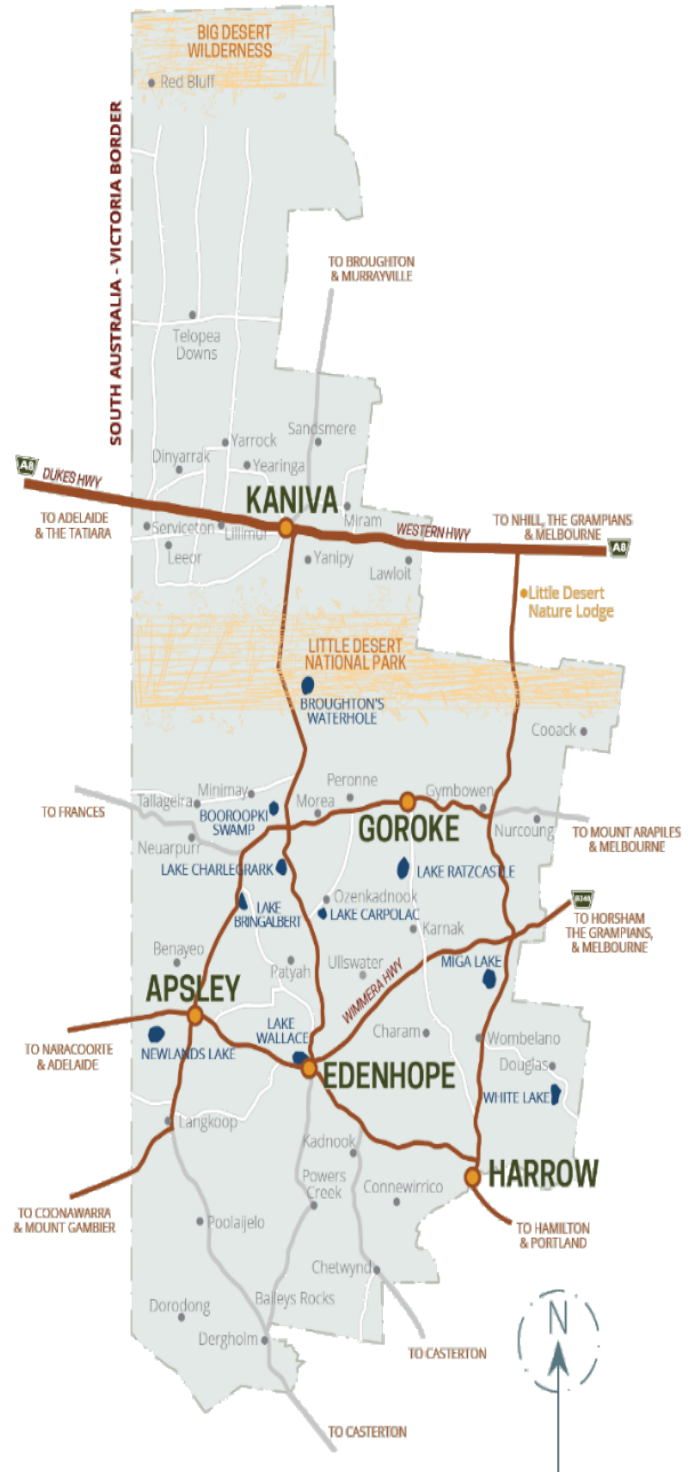 BIG DESERT
WILDERNESS
Red Bluff
SOUTH AUSTRALIA - VICTORIA BORDER
TO BROUGHTON
& MURRAYVILLE
Telopea
Downs
Sandsmere
Yarrock
Dinyarrak
Yearinga
A8
DUKES HWY
KANIVA
TO ADELAIDE
& THE TATIARA
Serviceton
Lillimur
Miram
WESTERN HWY
TO NHILL, THE GRAMPIANS
& MELBOURNE
A8
Leeor
Yanipy
Lawloit
Little Desert
Nature Lodge
LITTLE DESERT
NATIONAL PARK
BROUGHTON'S
WATERHOLE
Cooack
Peronne
Minimay
Gymbowen
Tallageira
Morea
TO FRANCES
BOOROOPKI
SWAMP
GOROKE
Nurcoung
TO MOUNT ARAPILES
& MELBOURNE
Neuarpurr
LAKE CHARLEGRARK
LAKE RATZCASTLE
Ozenkadnook
LAKE
BRINGALBERT
LAKE CARPOLAC
B240
TO HORSHAM
THE GRAMPIANS,
& MELBOURNE
Karnak
Benayeo
Patyah
Ullswater
MIGA LAKE
WIMMERA HWY
APSLEY
LAKE
WALLACE
Charam
Wombelano
TO NARACOORTE
& ADELAIDE
NEWLANDS LAKE
EDENHOPE
Douglas
WHITE LAKE
Langkoop
Kadnook
HARROW
Powers
Creek
Connewirrico
TO COONAWARRA
& MOUNT GAMBIER
Poolaijelo
TO HAMILTON
& PORTLAND
Chetwynd
Dorodong
Baileys Rocks
Dergholm
TO CASTERTON
N
TO CASTERTON